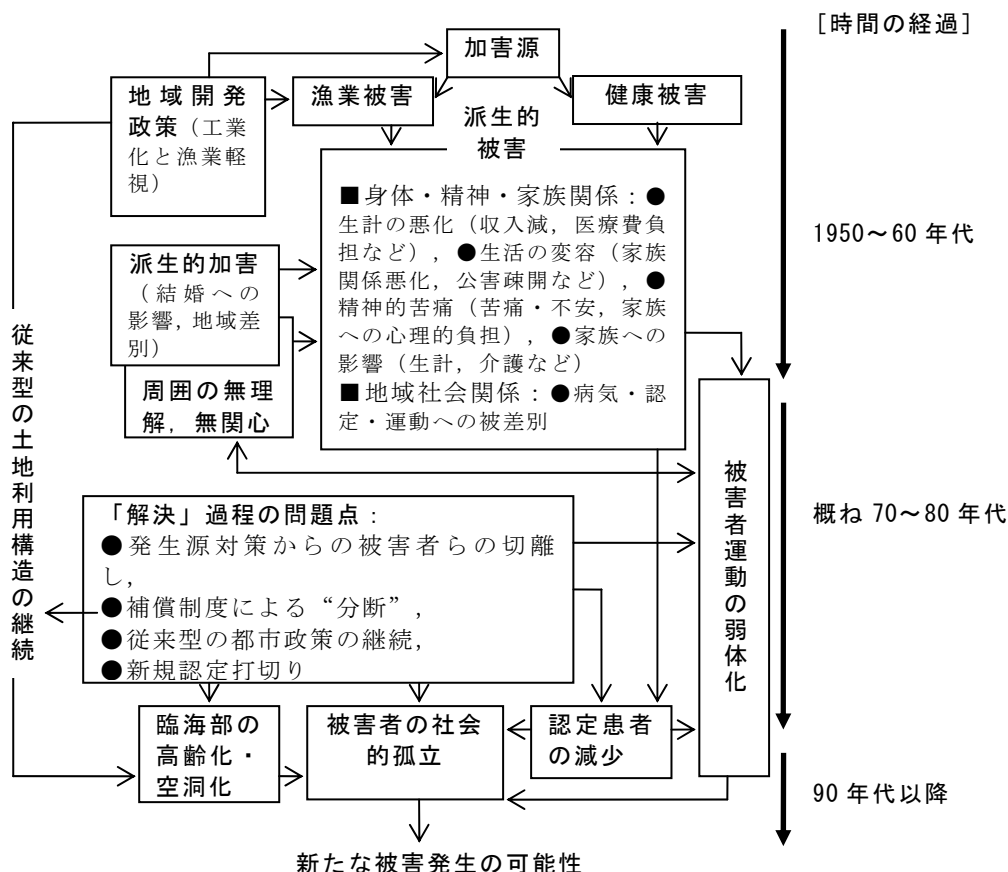 [時間の経過]
加害源
地域開発
政策（工業
化と漁業軽
視）
漁業被害
健康被害
派生的
被害
■身体・精神・家族関係：●
生計の悪化（収入減，医療費負
担など），●生活の変容（家族
関係悪化，公害疎開など），●
精神的苦痛（苦痛・不安，家族
への心理的負担），●家族への
影響（生計，介護など）
■地域社会関係：●病気・認
定・運動への被差別
1950～60 年代
派生的加害
（結婚への
影響，地域差
別）
周囲の無理
解，無関心
従来型の土地利用構造の継続
被害者運動の弱体化
概ね 70～80 年代
「解決」過程の問題点：
●発生源対策からの被害者らの切離
し，
●補償制度による“分断”，
●従来型の都市政策の継続，
●新規認定打切り
臨海部の
高齢化・
空洞化
被害者の社会
的孤立
認定患者
の減少
90 年代以降
新たな被害発生の可能性